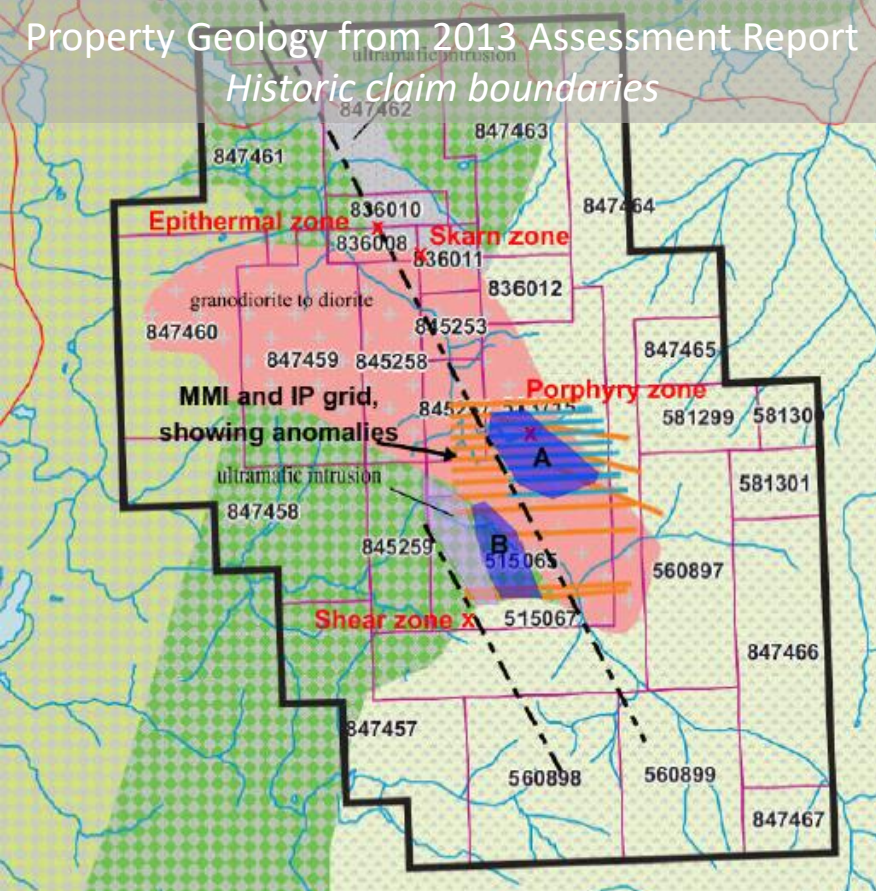 Property Geology from 2013 Assessment Report
ultramafic intrusion
Historic claim boundaries
847462
847463
847461
836010
847464
Epithermal zone
836008
Skarn zone
836011
836012
granodiorite to diorite
845253
847460
847465
847459
845258
MMI and IP grid,
showing anomalies
Porphyry zone
581299
A
ultramafic intrusion
581301
847458
845259
B
515065
560897
Shear zone
x
515067
847466
847457
560898
560899
847467